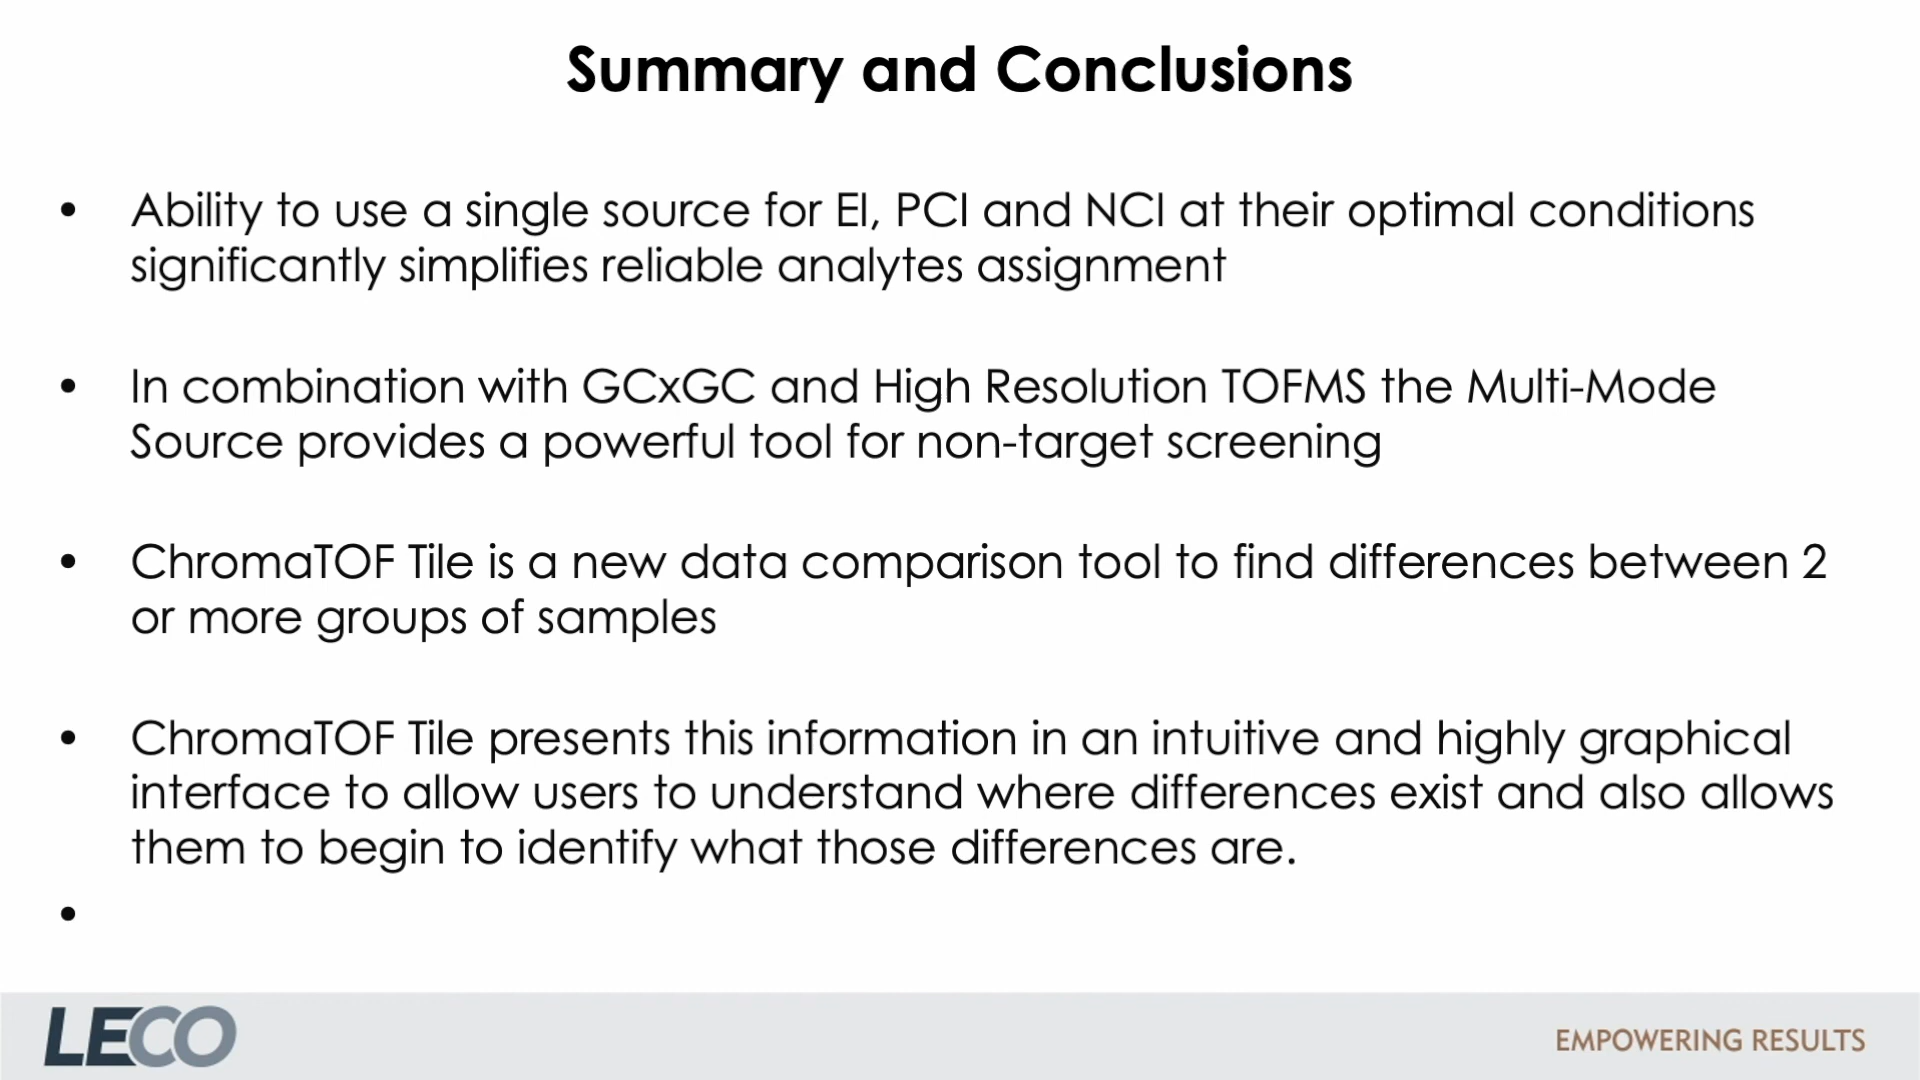 Summary and Conclusions
• Ability to use a single source for EI, PCI and NCI at their optimal conditions
significantly simplifies reliable analytes assignment
• In combination with GCxGC and High Resolution TOFMS the Multi-Mode
Source provides a powerful tool for non-target screening
• ChromaTOF Tile is a new data comparison tool to find differences between 2
or more groups of samples
• ChromaTOF Tile presents this information in an intuitive and highly graphical
interface to allow users to understand where differences exist and also allows
them to begin to identify what those differences are.
•
LECO
EMPOWERING RESULTS